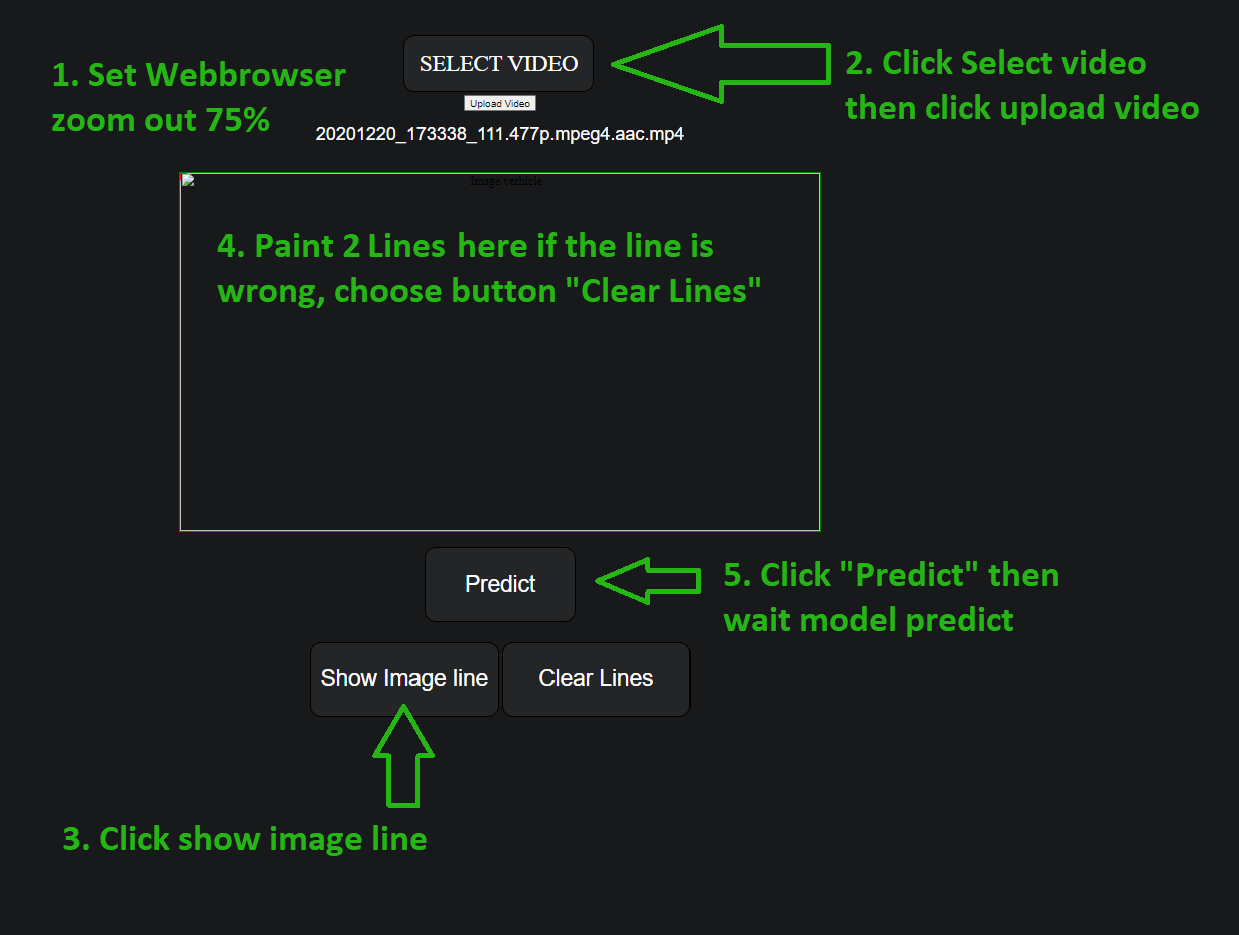 1. Set Webbrowser
zoom out 75%
SELECT VIDEO
Upload Video
20201220_173338_111.477p.mpeg4.aac.mp4
2. Click Select video
then click upload video
Image verhicle
4. Paint 2 Lines here if the line is
wrong, choose button "Clear Lines"
Predict
5. Click "Predict" then
wait model predict
Show Image line
Clear Lines
3. Click show image line